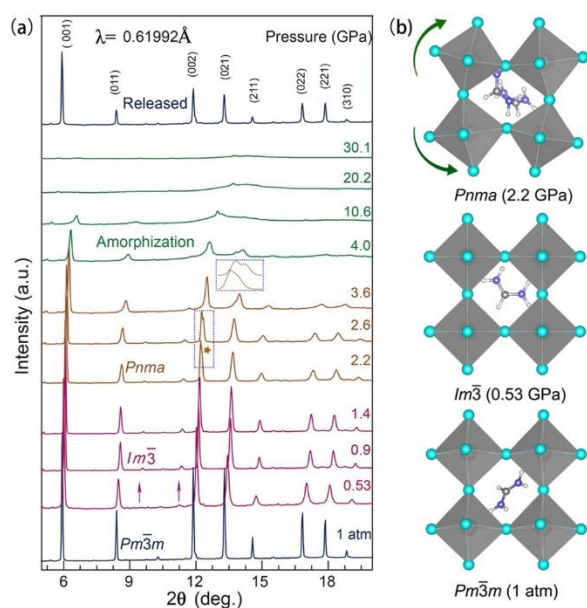 (a)
λ= 0.61992Å
Pressure (GPa)
(001)
(011)
(002)
(021)
(211)
(022)
(221)
(310)
Released
30.1
20.2
10.6
Amorphization
4.0
3.6
2.6
Pnma
2.2
1.4
Im3̅
0.9
0.53
Pm3̅m
1 atm
Intensity (a.u.)
6 9 12 15 18
2θ (deg.)
(b)
Pnma (2.2 GPa)
Im3̅ (0.53 GPa)
Pm3̅m (1 atm)